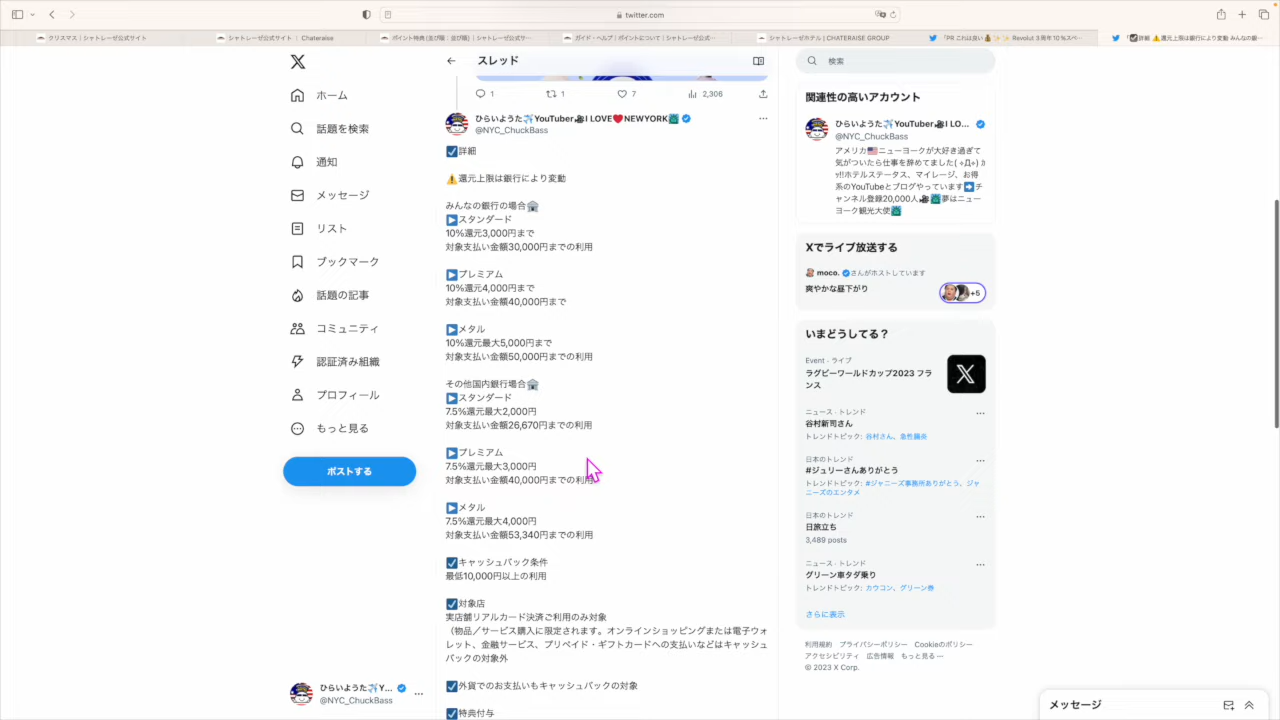 twitter.com
クリスマス｜シャトレーゼ公式サイト
シャトレーゼ公式サイト ｜ Chateraise
ポイント特典 (並び順：並び順)｜シャトレーゼ公式サ...
ガイド・ヘルプ｜ポイントについて｜シャトレーゼ公式...
シャトレーゼホテル｜CHATERAISE GROUP
「PR これは良い💰✨✨ Revolut 3周年10%スペ...
「☑詳細 ⚠還元上限は銀行により変動 みんなの銀...
ホーム
話題を検索
通知
メッセージ
リスト
ブックマーク
話題の記事
コミュニティ
認証済み組織
プロフィール
もっと見る
ポストする
ひらいようた✈️Y...
@NYC_ChuckBass
スレッド
1
1
7
2,306
ひらいようた✈️YouTuber🎥I LOVE❤️NEWYORK🗽
@NYC_ChuckBass
☑詳細
⚠還元上限は銀行により変動
みんなの銀行の場合🏦
▶スタンダード
10%還元3,000円まで
対象支払い金額30,000円までの利用
▶プレミアム
10%還元4,000円まで
対象支払い金額40,000円まで
▶メタル
10%還元最大5,000円まで
対象支払い金額50,000円までの利用
その他国内銀行場合🏦
▶スタンダード
7.5%還元最大2,000円
対象支払い金額26,670円までの利用
▶プレミアム
7.5%還元最大3,000円
対象支払い金額40,000円までの利用
▶メタル
7.5%還元最大4,000円
対象支払い金額53,340円までの利用
☑キャッシュバック条件
最低10,000円以上の利用
☑対象店
実店舗リアルカード決済ご利用のみ対象
（物品／サービス購入に限定されます。オンラインショッピングまたは電子ウォ
レット、金融サービス、プリペイド・ギフトカードへの支払いなどはキャッシュ
バックの対象外
☑外貨でのお支払いもキャッシュバックの対象
☑特典付与
検索
関連性の高いアカウント
ひらいようた✈️YouTuber🎥I LO...
@NYC_ChuckBass
アメリカ🇺🇸ニューヨークが大好き過ぎて
気がついたら仕事を辞めてました( ÷Д÷) ｶ
ｯ!!ホテルステータス、マイレージ、お得
系のYouTubeとブログやっています➡️チ
ャンネル登録20,000人🎥🗽夢はニュー
ヨーク観光大使🗽
Xでライブ放送する
moco. さんがホストしています
爽やかな昼下がり
+5
いまどうしてる？
Event · ライブ
ラグビーワールドカップ2023 フラ
ンス
ニュース · トレンド
谷村新司さん
トレンドトピック: 谷村さん、急性腸炎
日本のトレンド
#ジュリーさんありがとう
トレンドトピック: #ジャニーズ事務所ありがとう、ジャ
ニーズのエンタメ
日本のトレンド
日旅立ち
3,489 posts
ニュース · トレンド
グリーン車タダ乗り
トレンドトピック: カウコン、グリーン券
さらに表示
利用規約 プライバシーポリシー Cookieのポリシー
アクセシビリティ 広告情報 もっと見る ···
© 2023 X Corp.
メッセージ